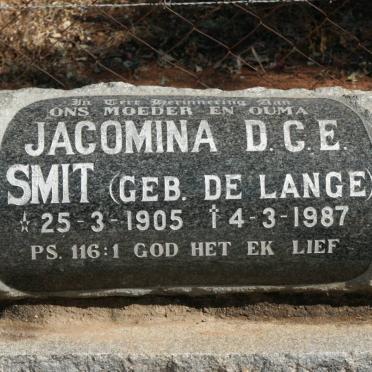 In Teer Herinnering Aan
ONS MOEDER EN OUMA
JACOMINA D.C.E.
SMIT (GEB. DE LANGE)
☆ 25-3-1905 † 4-3-1987
PS. 116:1 GOD HET EK LIEF